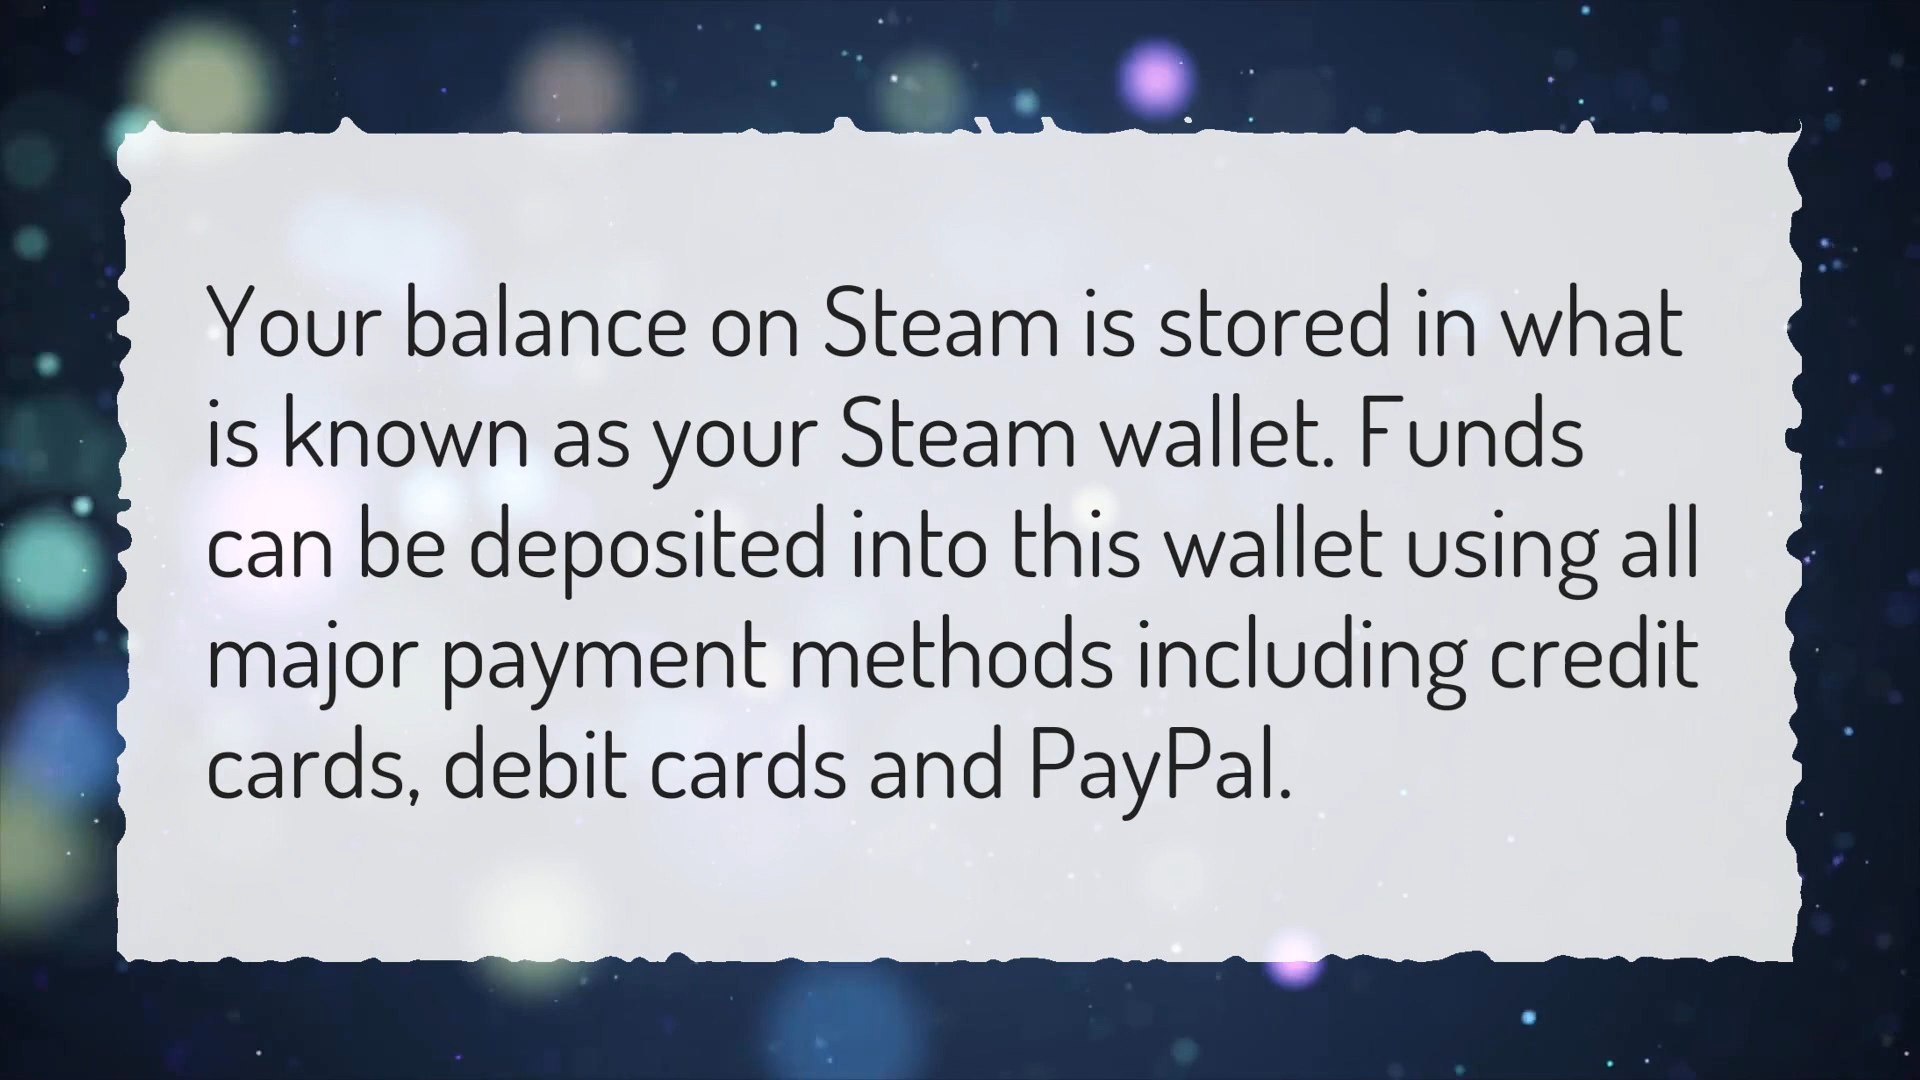 Your balance on Steam is stored in what
is known as your Steam wallet. Funds
can be deposited into this wallet using all
major payment methods including credit
cards, debit cards and PayPal.